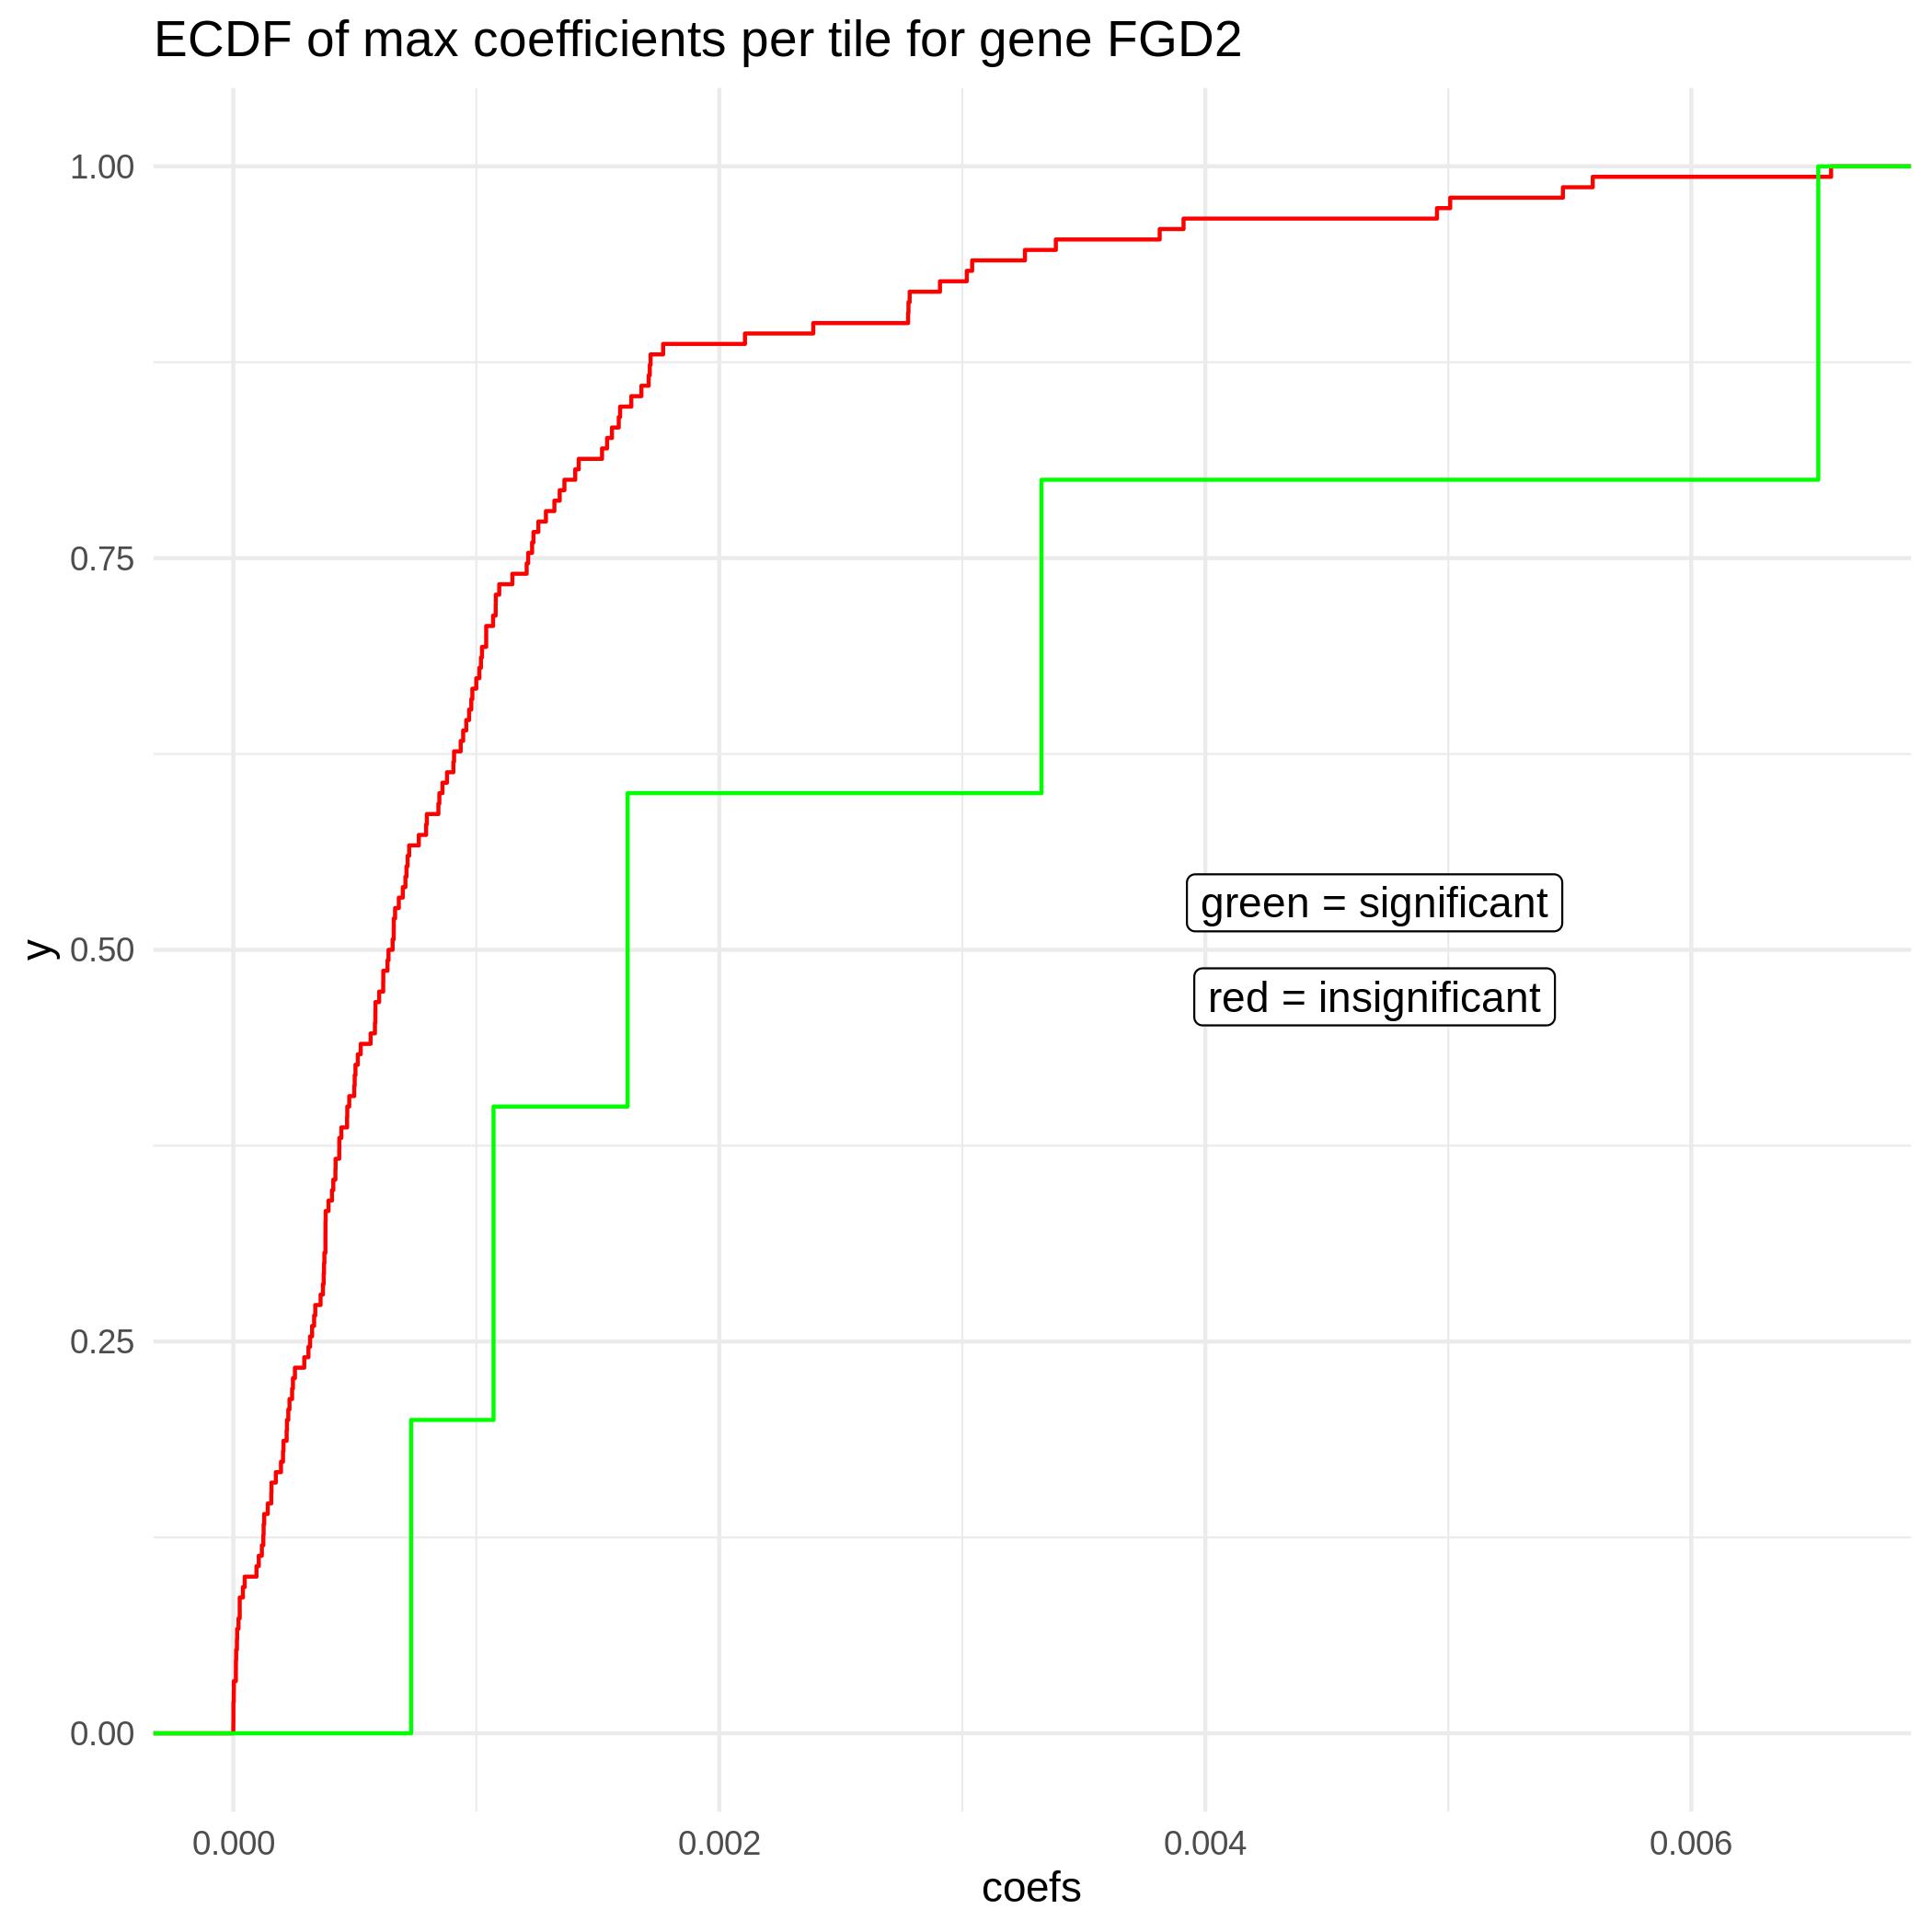 ECDF of max coefficients per tile for gene FGD2
1.00
0.75
y
0.50
0.25
0.00
green = significant
red = insignificant
0.000 0.002 0.004 0.006
coefs